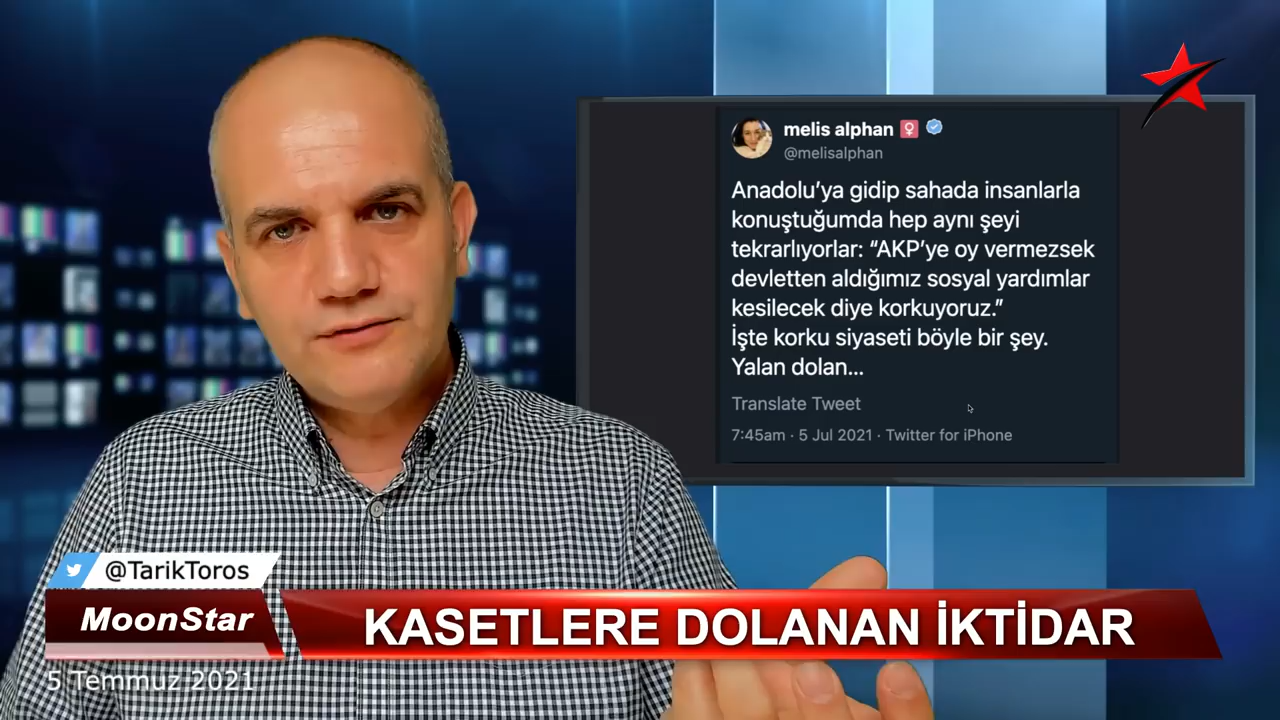 melis alphan
@melisalphan
Anadolu’ya gidip sahada insanlarla
konuştuğumda hep aynı şeyi
tekrarlıyorlar: “AKP’ye oy vermezsek
devletten aldığımız sosyal yardımlar
kesilecek diye korkuyoruz.”
İşte korku siyaseti böyle bir şey.
Yalan dolan...
Translate Tweet
7:45am · 5 Jul 2021 · Twitter for iPhone
@TarikToros
MoonStar
KASETLERE DOLANAN İKTİDAR
5 Temmuz 2021